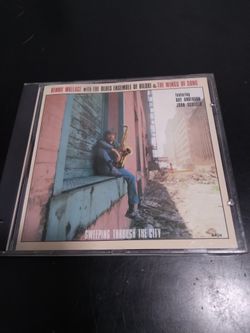 BENNIE WALLACE WITH THE BLUES ENSEMBLE OF BILOXI & THE WINGS OF SONG
featuring
RAY ANDERSON
JOHN SCOFIELD
SWEEPING THROUGH THE CITY